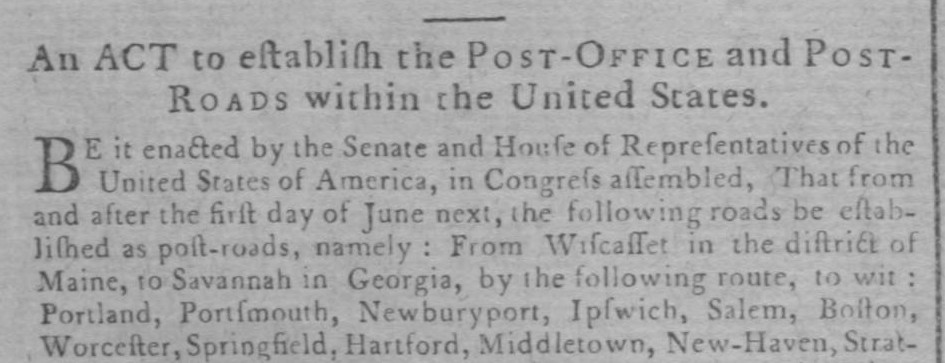 An ACT to eſtabliſh the POST-OFFICE and POST-
ROADS within the United States.
BE it enacted by the Senate and Houſe of Repreſentatives of the
United States of America, in Congreſs aſſembled, That from
and after the firſt day of June next, the following roads be eſtab-
liſhed as poſt-roads, namely: From Wiſcaſſet in the diſtrict of
Maine, to Savannah in Georgia, by the following route, to wit:
Portland, Portſmouth, Newburyport, Ipſwich, Salem, Boſton,
Worceſter, Springfield, Hartford, Middletown, New-Haven, Strat-